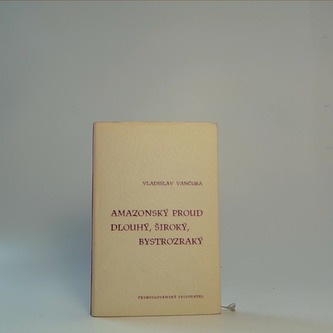 VLADISLAV VANČURA
AMAZONSKÝ PROUD
DLOUHÝ, ŠIROKÝ,
BYSTROZRAKÝ
ČESKOSLOVENSKÝ SPISOVATEL